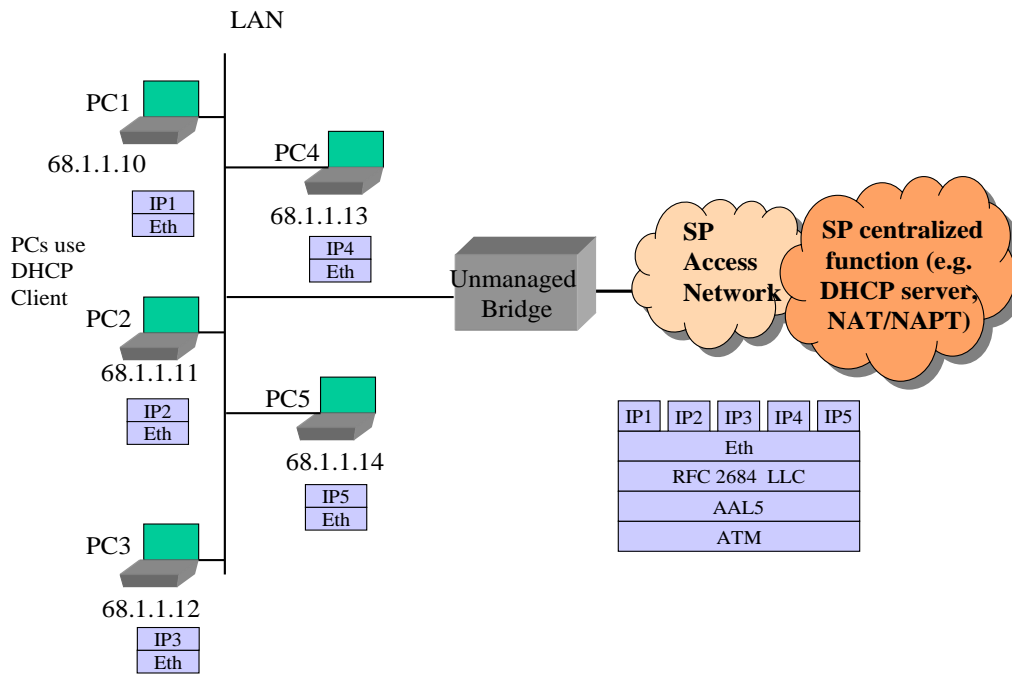 LAN
PC1
68.1.1.10
IP1
Eth
PC4
68.1.1.13
IP4
Eth
PCs use
DHCP
Client
PC2
68.1.1.11
IP2
Eth
PC5
68.1.1.14
IP5
Eth
PC3
68.1.1.12
IP3
Eth
Unmanaged
Bridge
SP
Access
Network
SP centralized
function (e.g.
DHCP server,
NAT/NAPT)
IP1 IP2 IP3 IP4 IP5
Eth
RFC 2684 LLC
AAL5
ATM